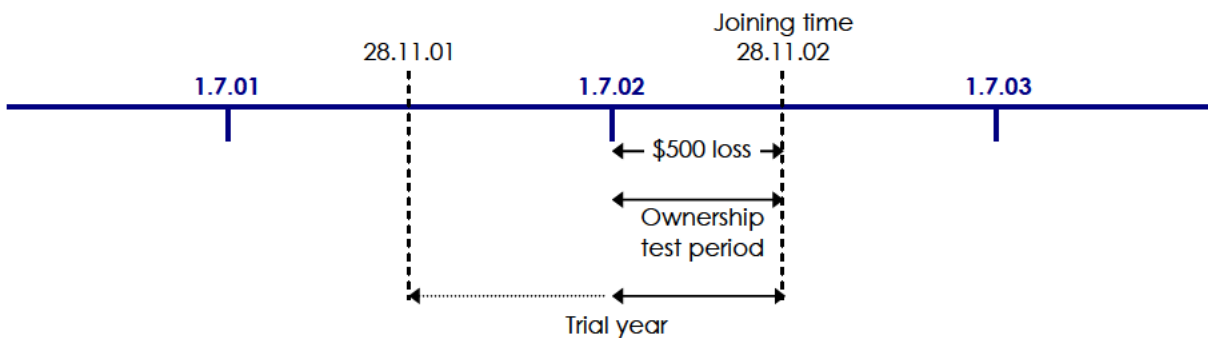 Joining time
28.11.01
28.11.02
1.7.01
1.7.02
1.7.03
$500 loss
Ownership
test period
Trial year